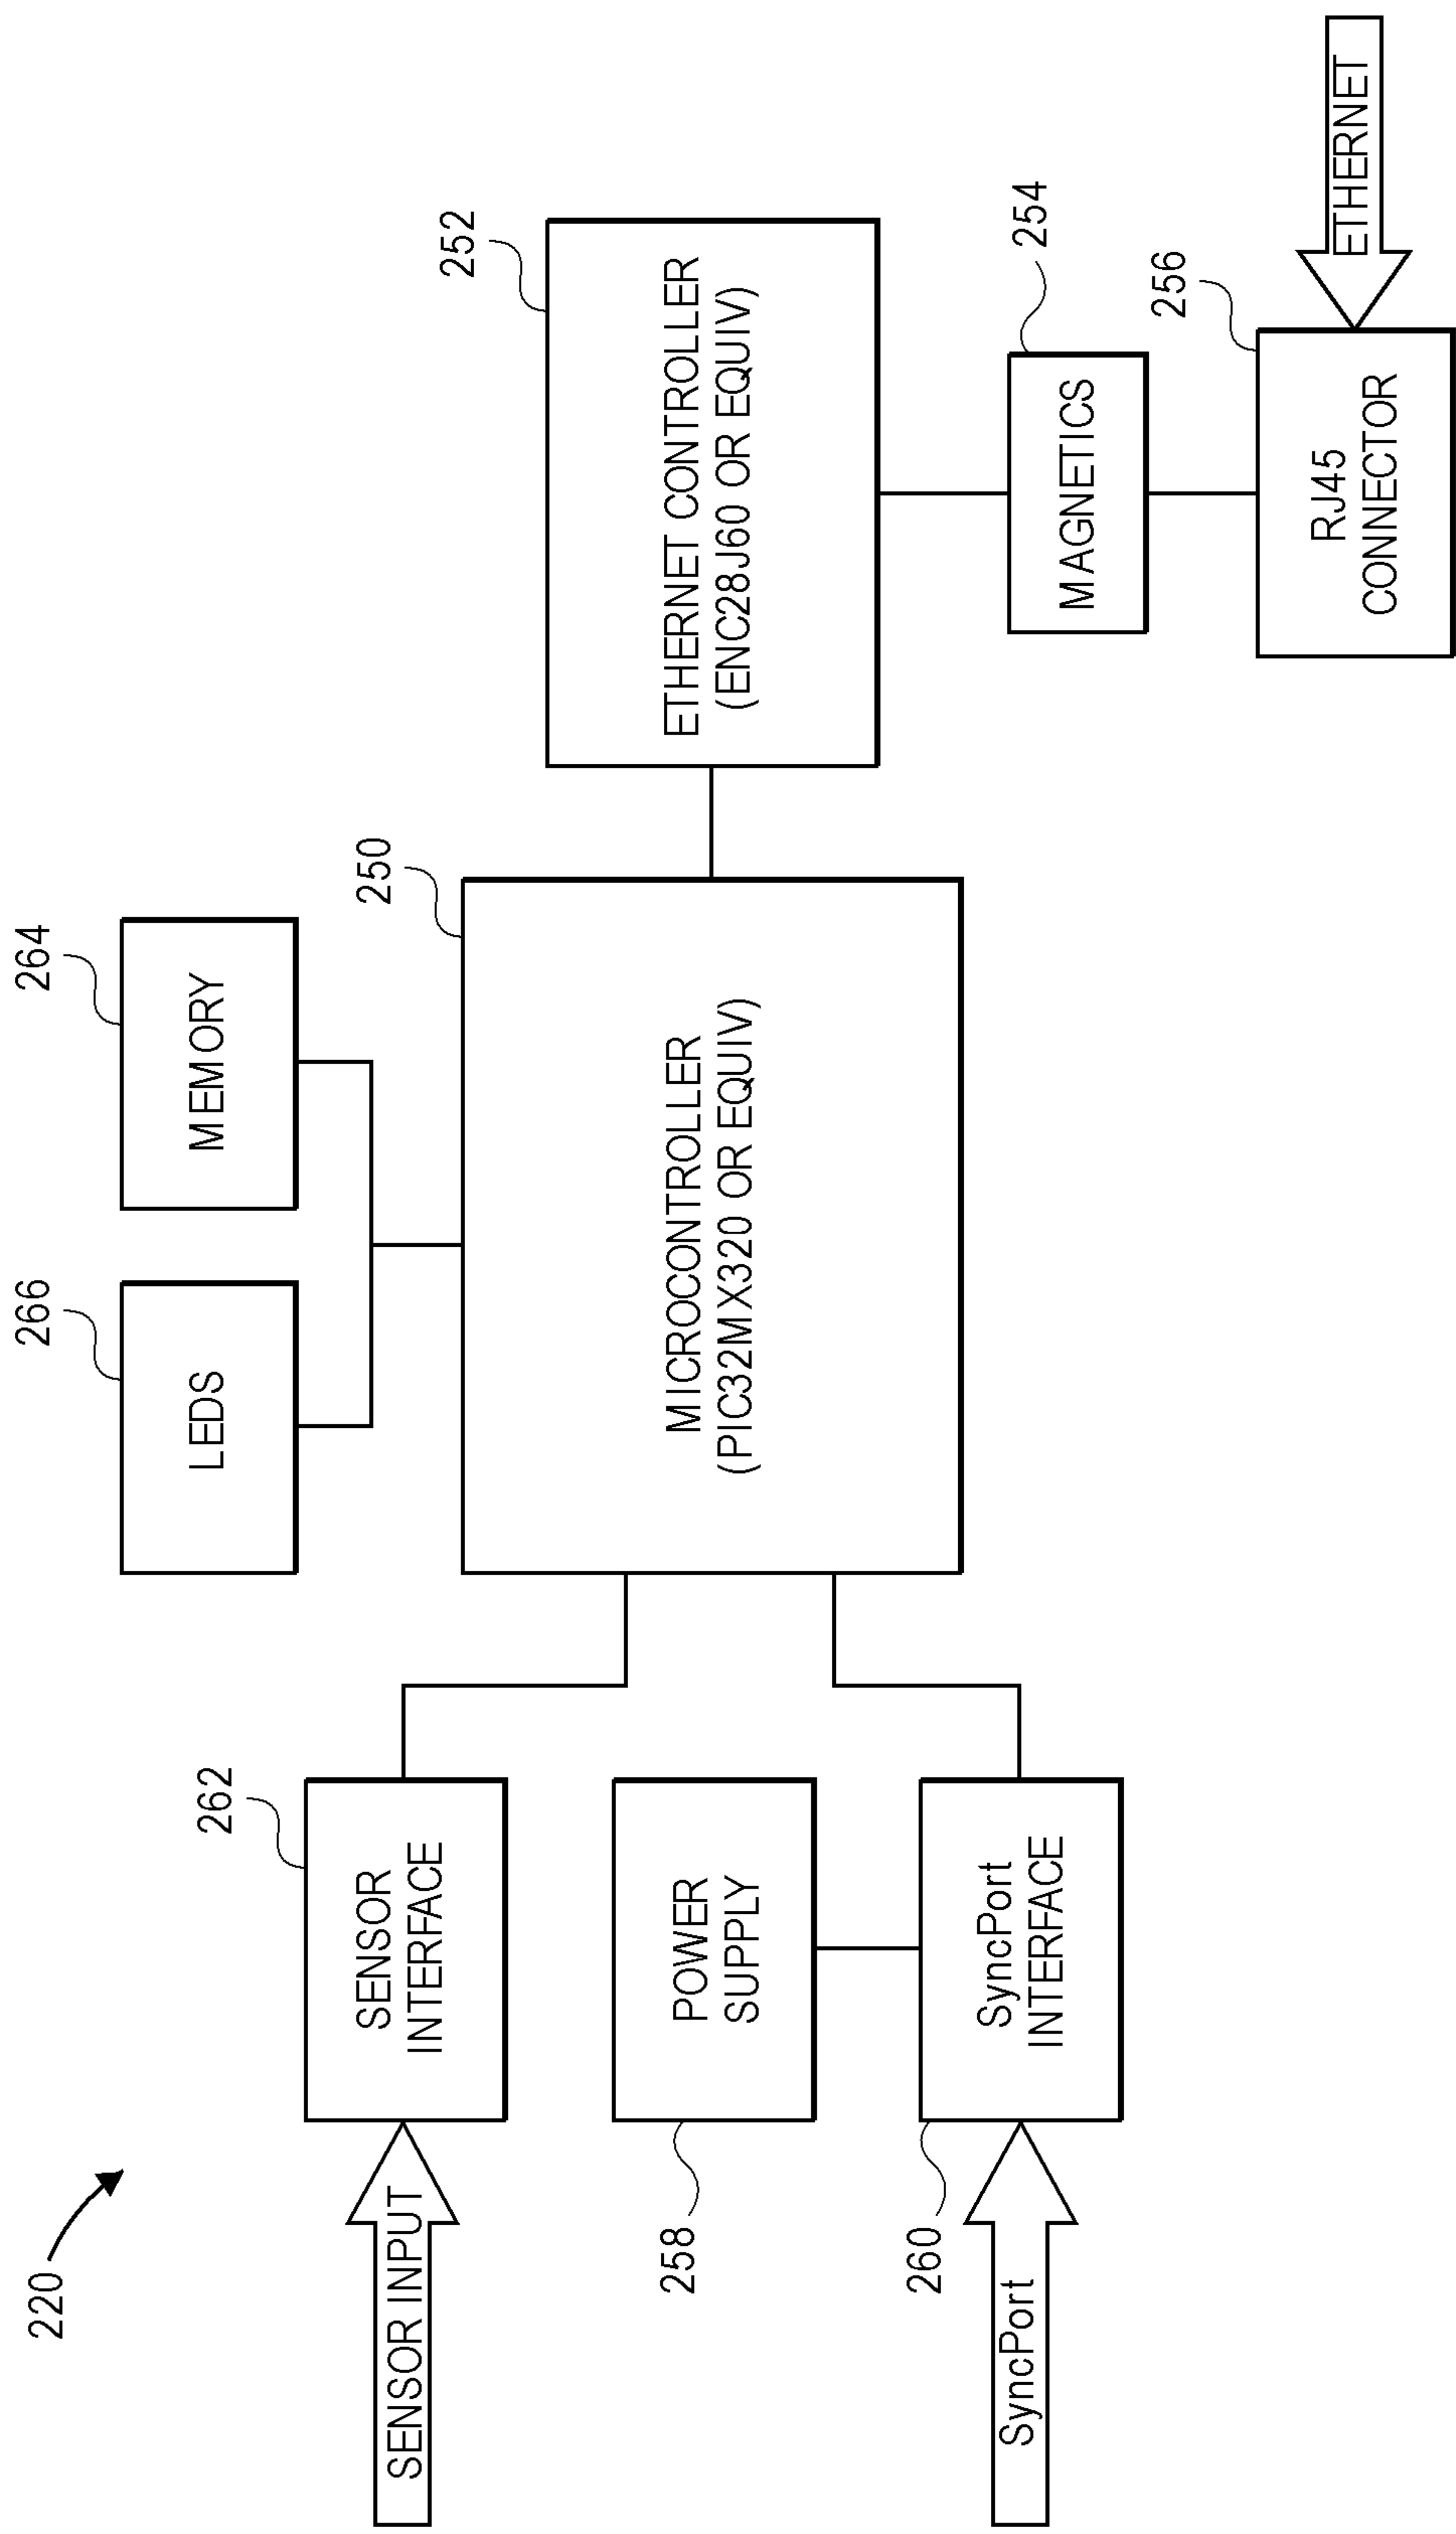 220
266
264
LEDS
MEMORY
250
252
262
SENSOR INPUT
SENSOR
INTERFACE
MICROCONTROLLER
(PIC32MX320 OR EQUIV)
ETHERNET CONTROLLER
(ENC28J60 OR EQUIV)
258
POWER
SUPPLY
260
SyncPort
SyncPort
INTERFACE
254
MAGNETICS
256
RJ45
CONNECTOR
ETHERNET